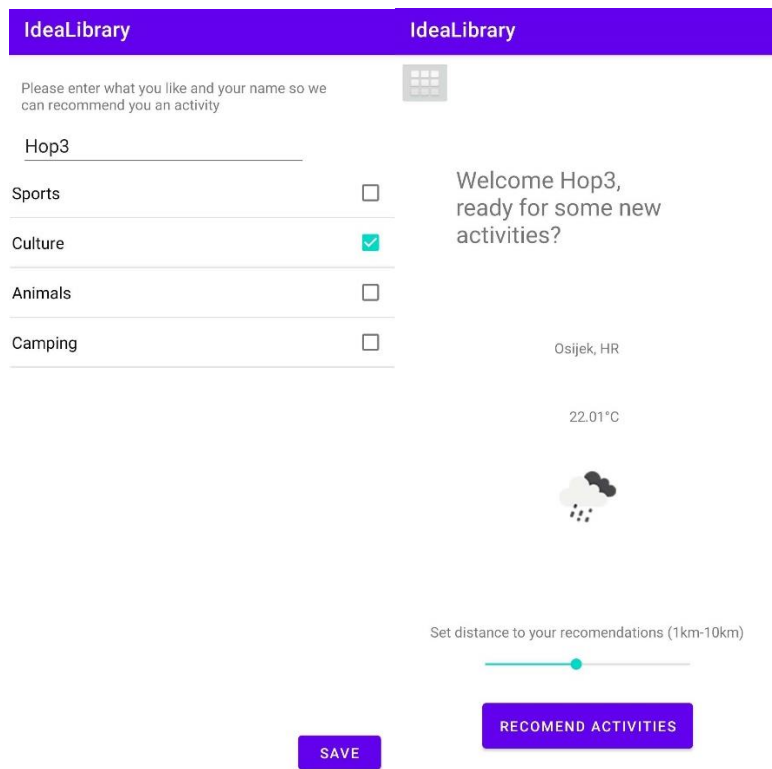 IdeaLibrary
Please enter what you like and your name so we
can recommend you an activity
Hop3
Sports
Culture
Animals
Camping
SAVE
IdeaLibrary
Welcome Hop3,
ready for some new
activities?
Osijek, HR
22.01°C
Set distance to your recomendations (1km-10km)
RECOMEND ACTIVITIES